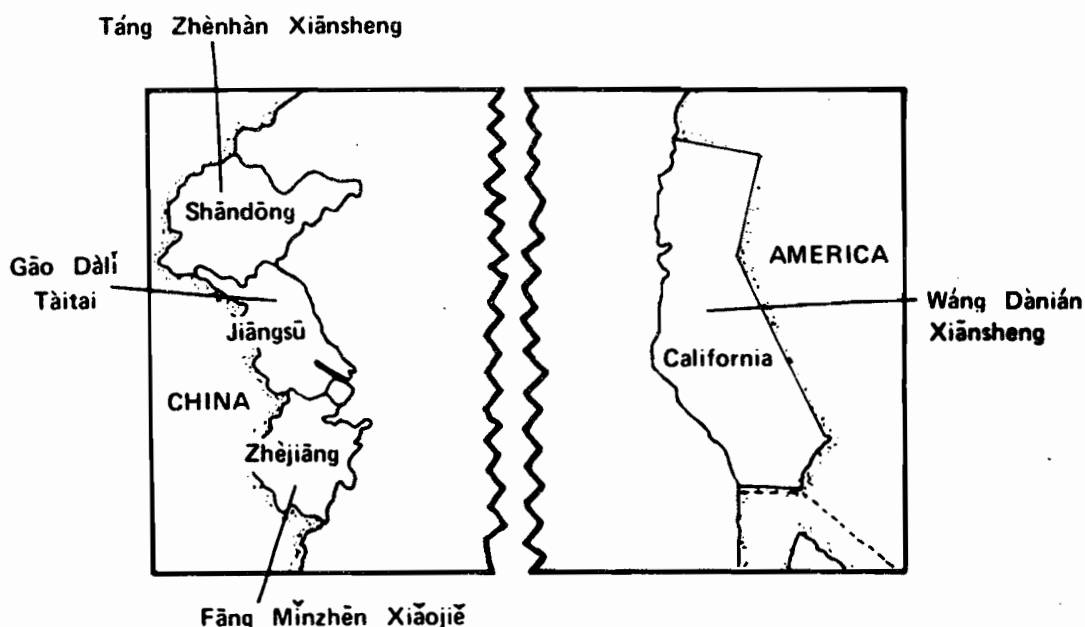 Táng Zhènhàn Xiānsheng
Shāndōng
Gāo Dàlǐ
Tàitai
Jiāngsū
CHINA
Zhèjiāng
Fāng Mǐnzhēn Xiǎojiě
AMERICA
Wáng Dànián
Xiānsheng
California